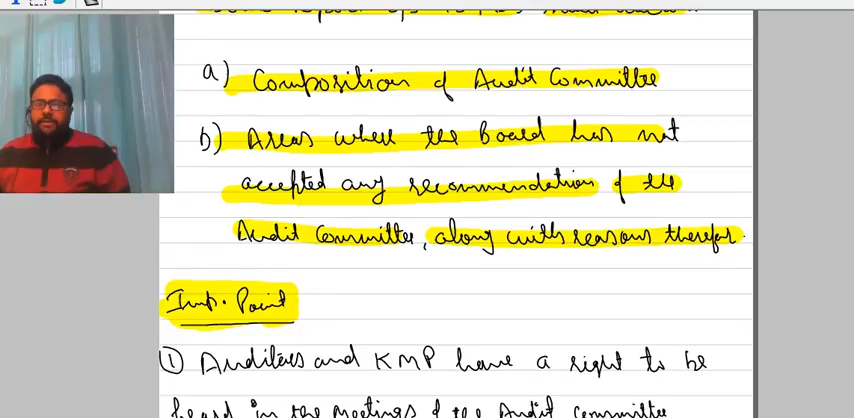 a) Composition of Audit Committee
b) Areas where the Board has not
accepted any recommendation of the
Audit Committee, along with reasons therefor.
Imp. Point
① Auditors and KMP have a right to be
heard in the meetings of the Audit Committee